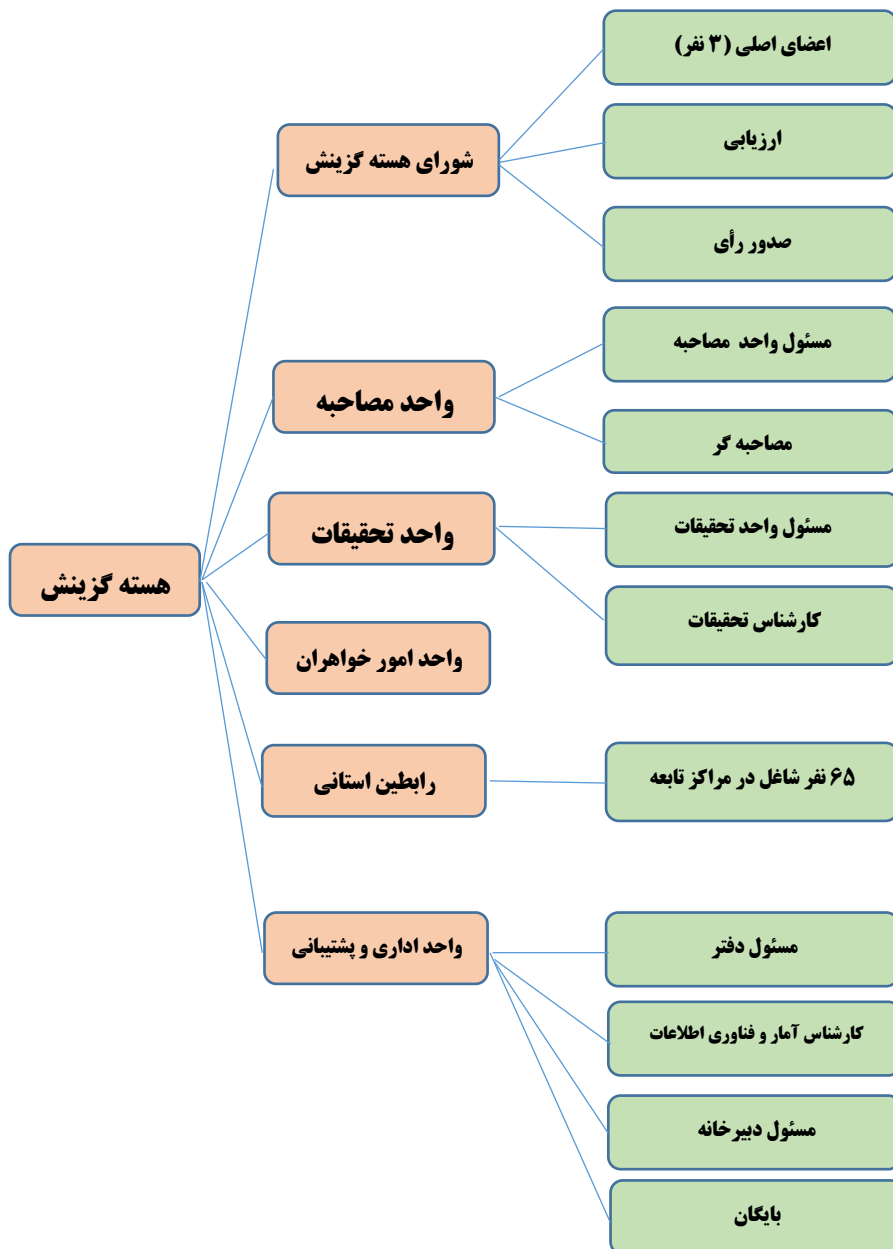 هسته گزینش
شورای هسته گزینش
اعضای اصلی (۳ نفر)
ارزیابی
صدور رأی
واحد مصاحبه
مسئول واحد مصاحبه
مصاحبه گر
واحد تحقیقات
مسئول واحد تحقیقات
کارشناس تحقیقات
واحد امور خواهران
رابطین استانی
۶۵ نفر شاغل در مراکز تابعه
واحد اداری و پشتیبانی
مسئول دفتر
کارشناس آمار و فناوری اطلاعات
مسئول دبیرخانه
بایگان